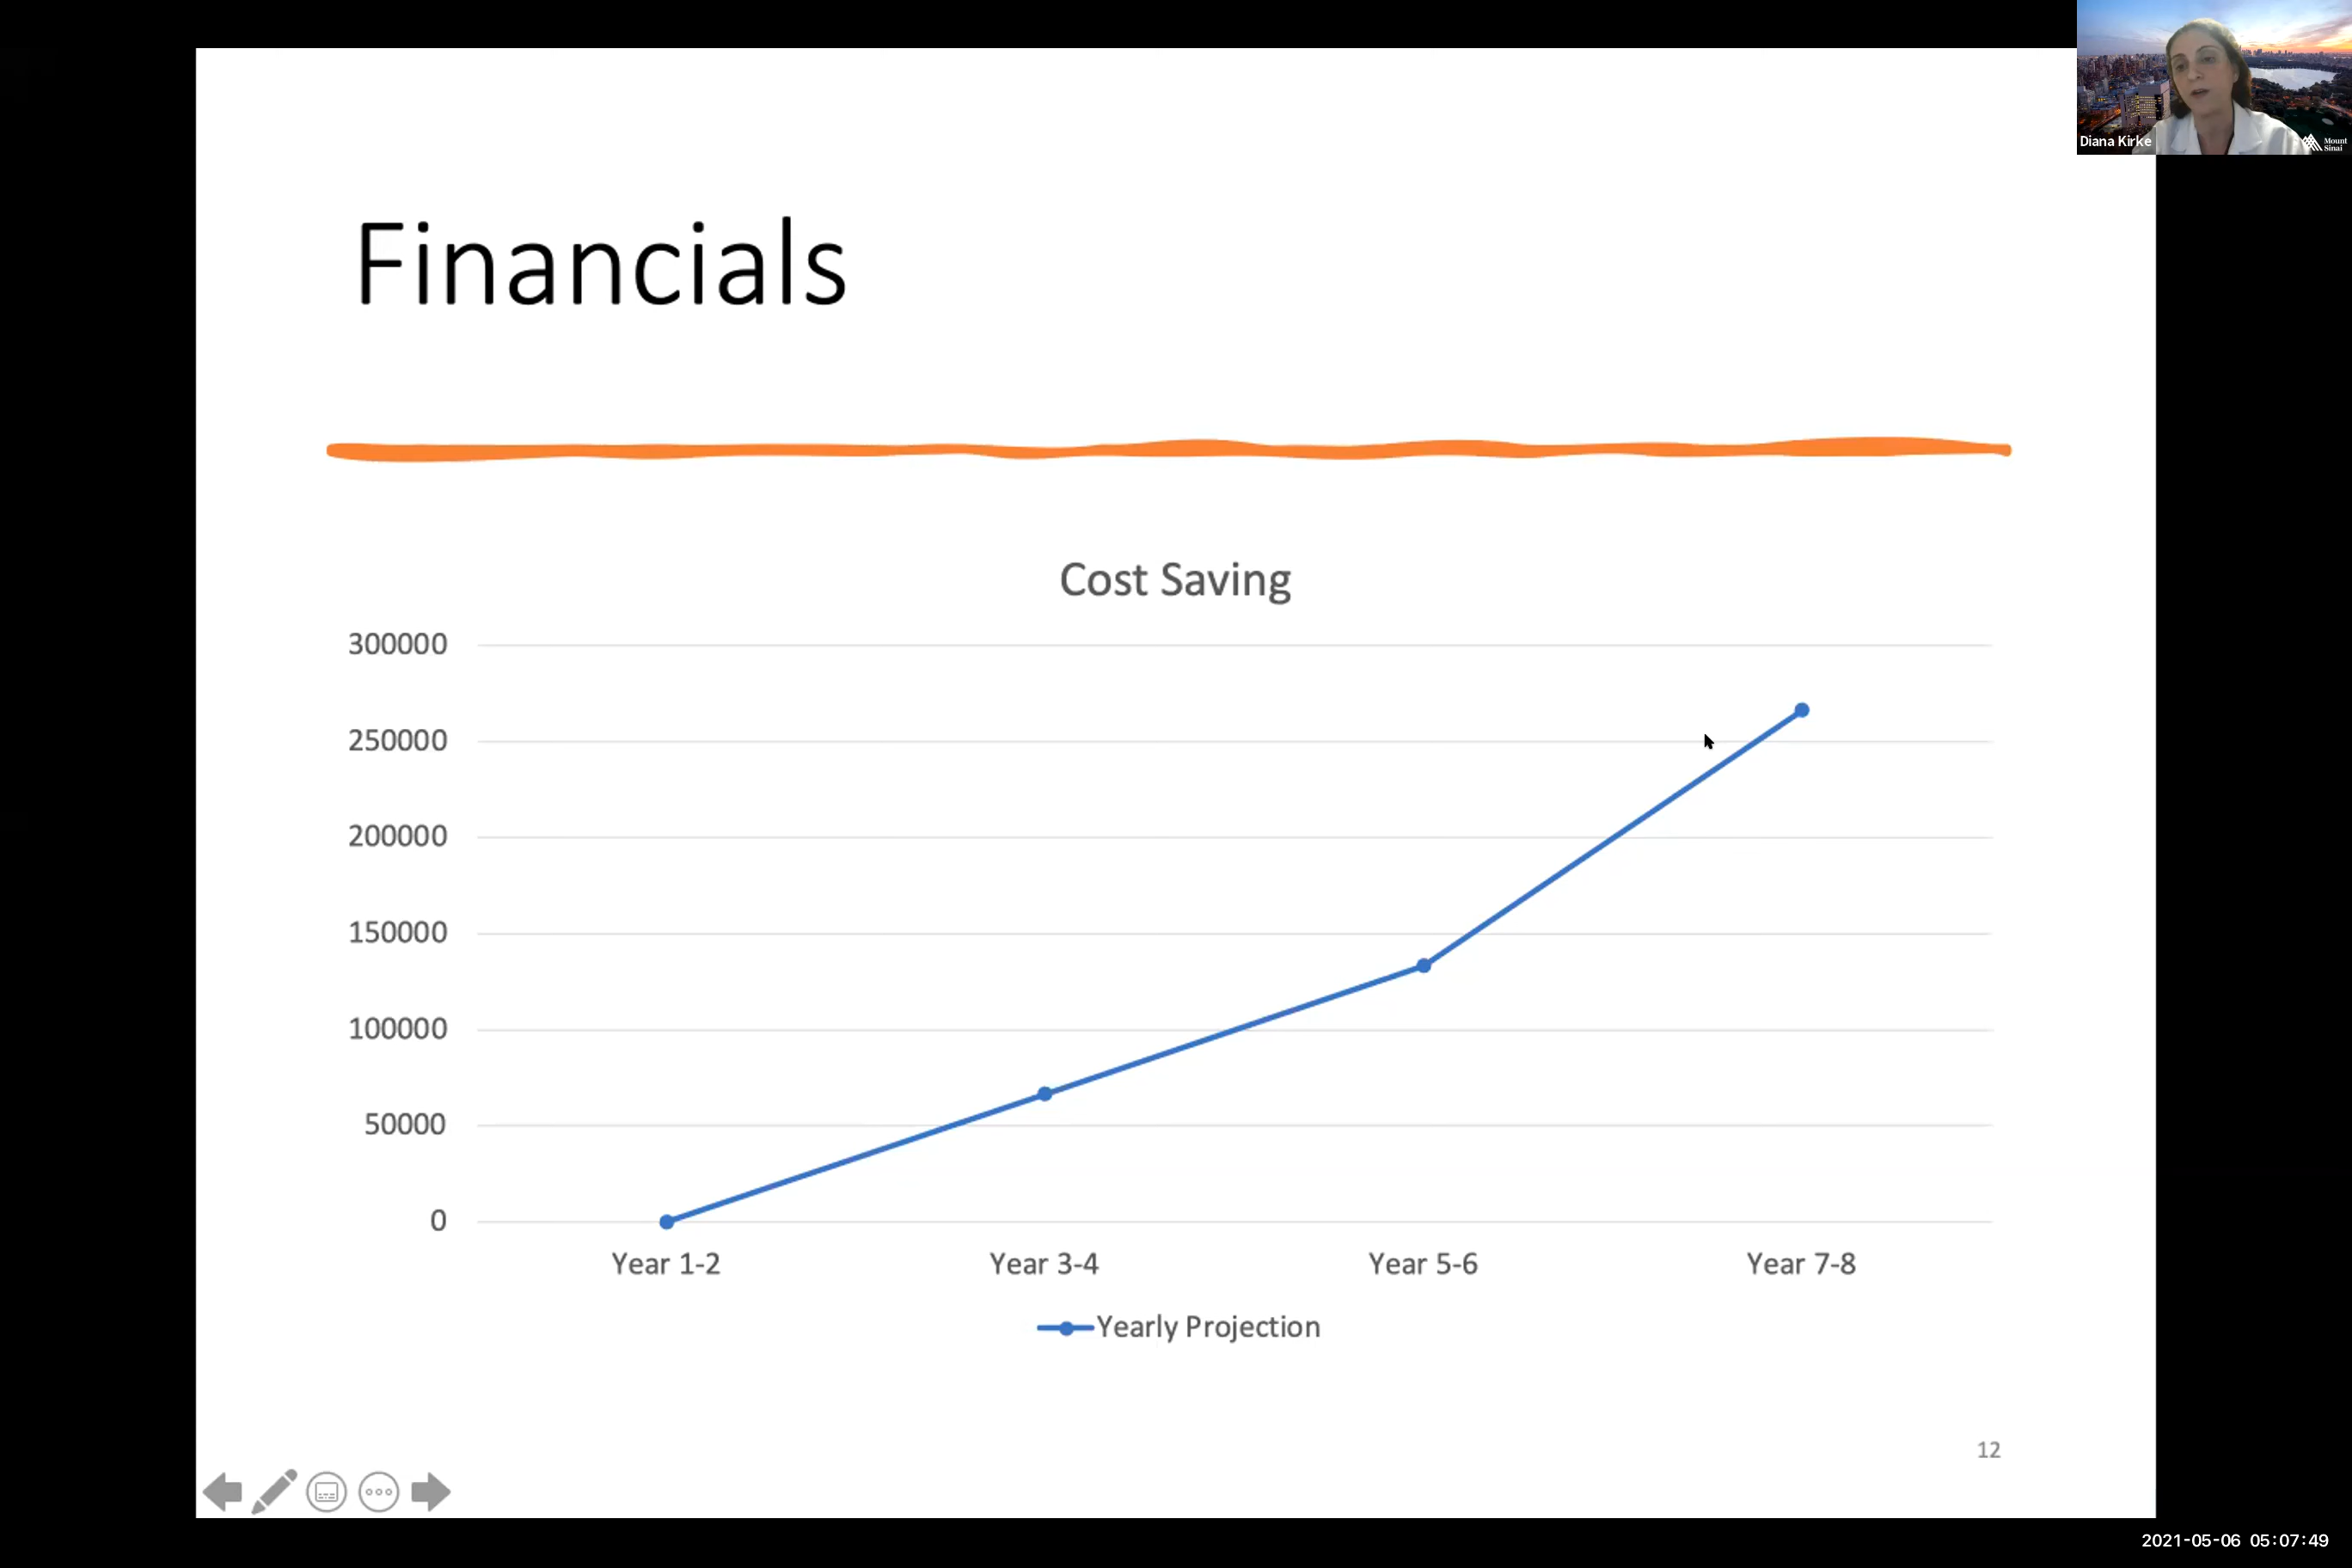 Diana Kirke
Mount
Sinai
Financials
Cost Saving
300000
250000
200000
150000
100000
50000
0
Year 1-2 Year 3-4 Year 5-6 Year 7-8
Yearly Projection
12
2021-05-06 05:07:49